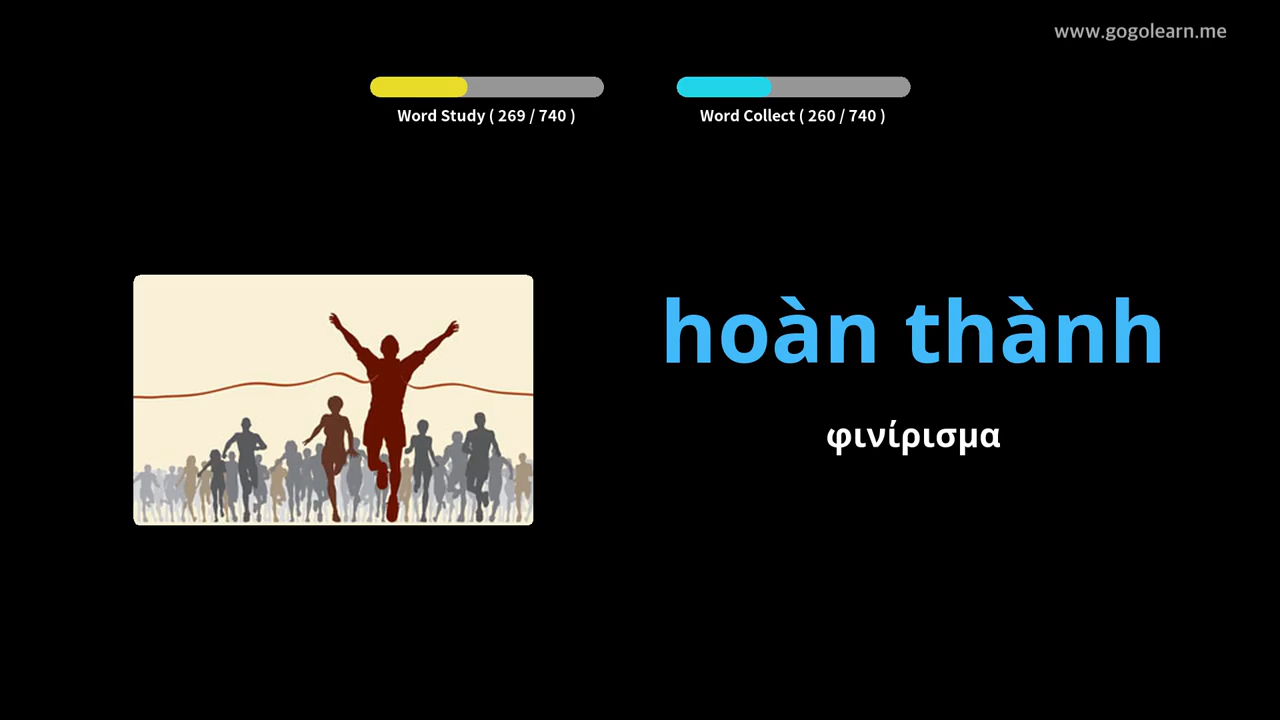 www.gogolearn.me
Word Study ( 269 / 740 )
Word Collect ( 260 / 740 )
hoàn thành
φινίρισμα